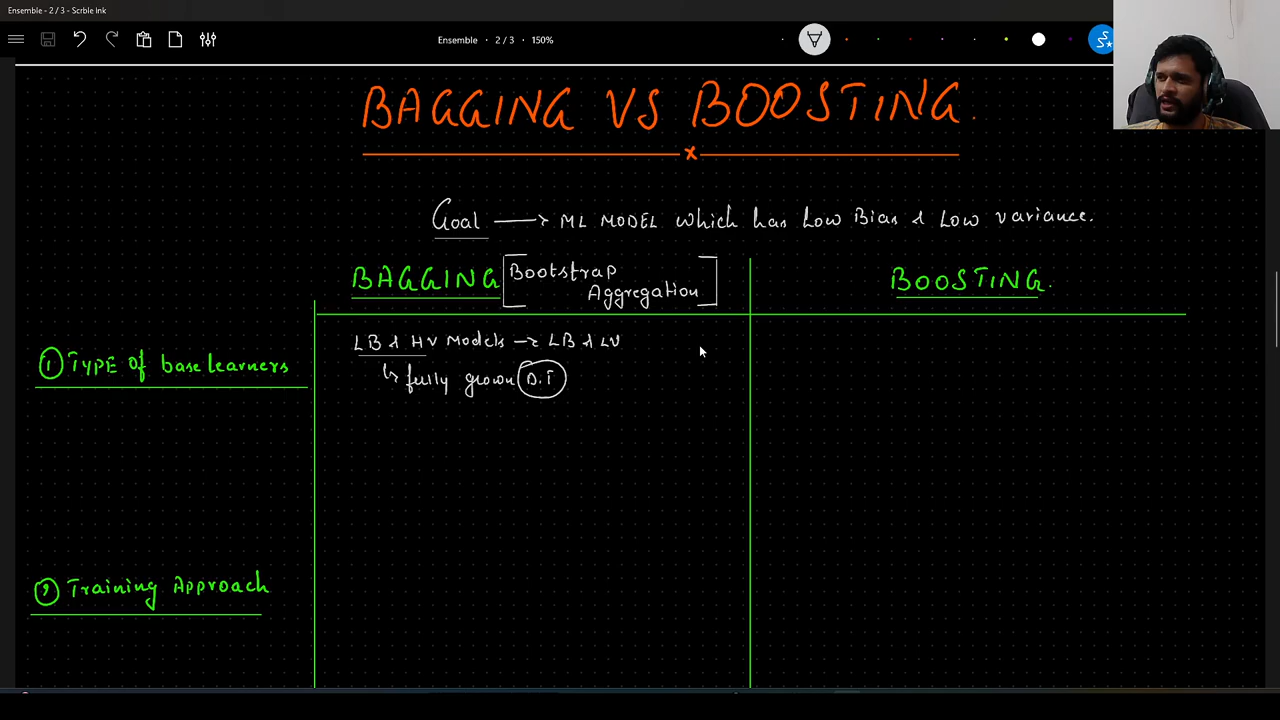 Ensemble - 2 / 3 - Scrble Ink
Ensemble • 2 / 3 • 150%
BAGGING VS BOOSTING.
x
Goal → ML MODEL which has Low Bias & Low variance.
BAGGING [Bootstrap
Aggregation]
BOOSTING.
① TYPE of base learners
LB & HV Models → LB & LV
↳ fully grown D.T
② Training Approach